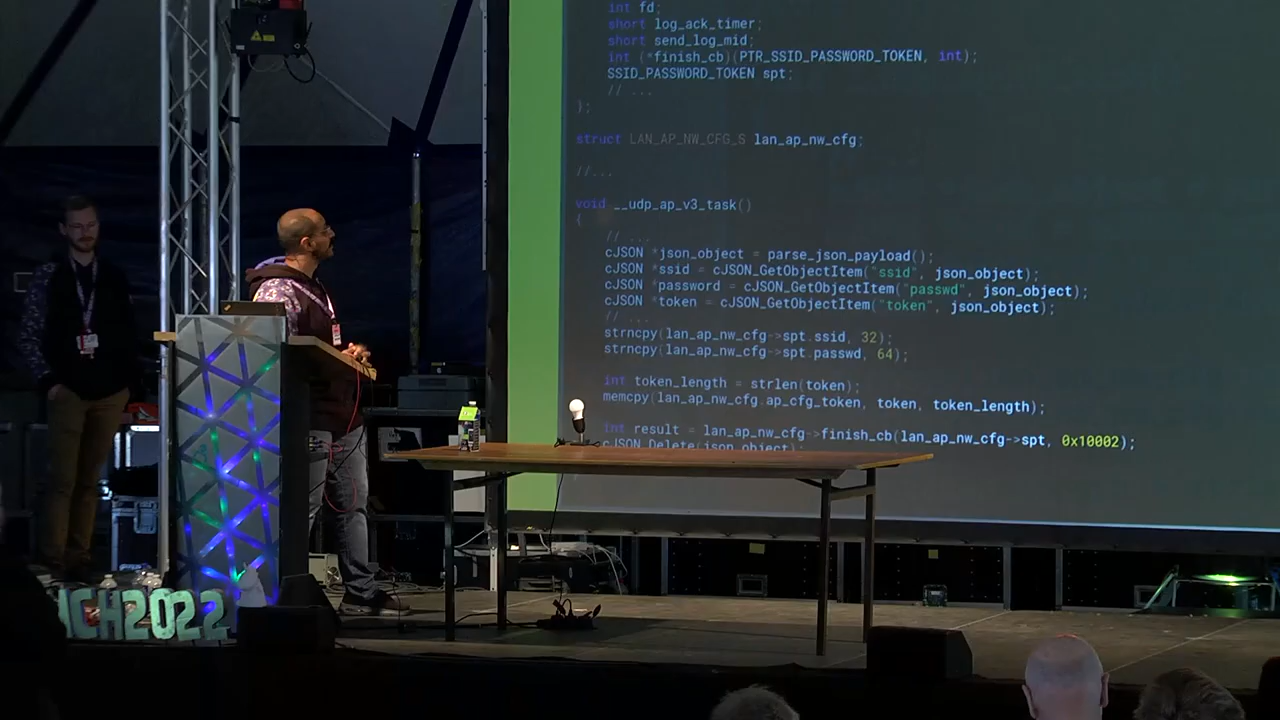 int fd;
short log_ack_timer;
short send_log_mid;
int (*finish_cb)(PTR_SSID_PASSWORD_TOKEN, int);
SSID_PASSWORD_TOKEN spt;
// ...
};
struct LAN_AP_NW_CFG_S lan_ap_nw_cfg;
//...
void __udp_ap_v3_task()
{
// ...
cJSON *json_object = parse_json_payload();
cJSON *ssid = cJSON_GetObjectItem("ssid", json_object);
cJSON *password = cJSON_GetObjectItem("passwd", json_object);
cJSON *token = cJSON_GetObjectItem("token", json_object);
// ...
strncpy(lan_ap_nw_cfg->spt.ssid, 32);
strncpy(lan_ap_nw_cfg->spt.passwd, 64);
int token_length = strlen(token);
memcpy(lan_ap_nw_cfg.ap_cfg_token, token, token_length);
int result = lan_ap_nw_cfg->finish_cb(lan_ap_nw_cfg->spt, 0x10002);
cJSON_Delete(json_object);
MCH2022